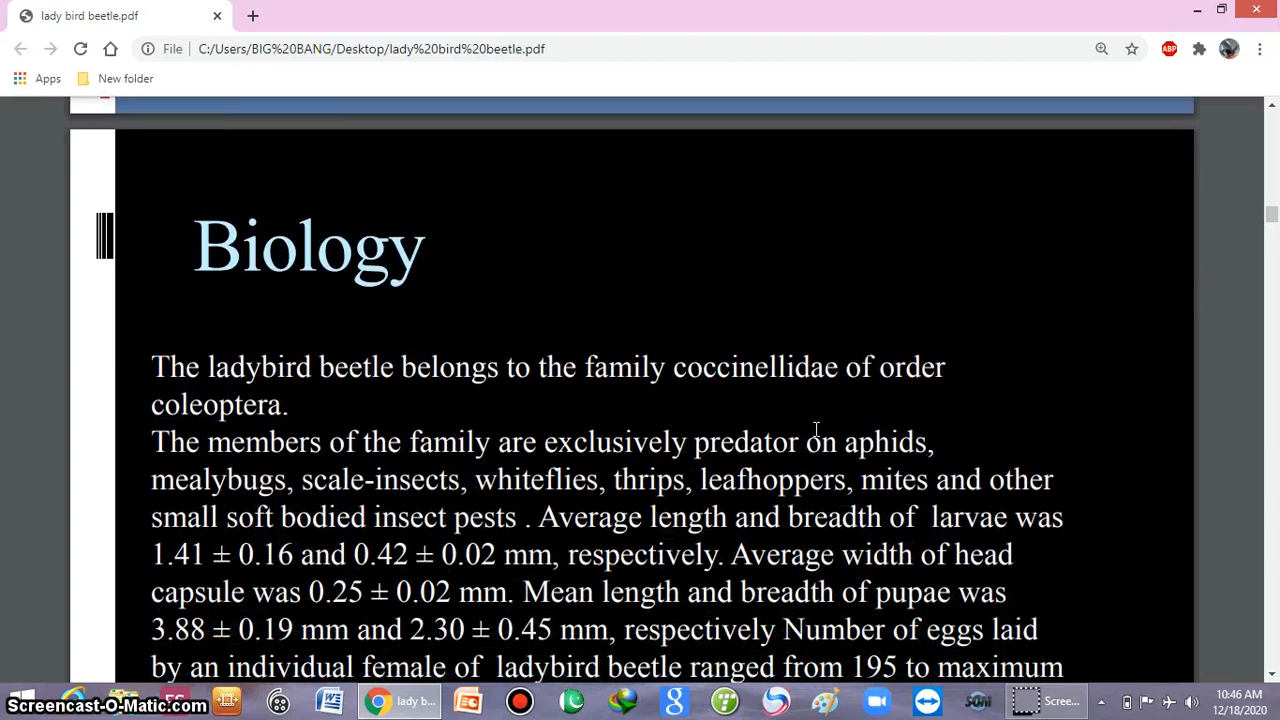 lady bird beetle.pdf
File
C:/Users/BIG%20BANG/Desktop/lady%20bird%20beetle.pdf
ABP
Apps
New folder
Biology
The ladybird beetle belongs to the family coccinellidae of order
coleoptera.
The members of the family are exclusively predator on aphids,
mealybugs, scale-insects, whiteflies, thrips, leafhoppers, mites and other
small soft bodied insect pests . Average length and breadth of larvae was
1.41 ± 0.16 and 0.42 ± 0.02 mm, respectively. Average width of head
capsule was 0.25 ± 0.02 mm. Mean length and breadth of pupae was
3.88 ± 0.19 mm and 2.30 ± 0.45 mm, respectively Number of eggs laid
by an individual female of ladybird beetle ranged from 195 to maximum
lady b...
Scree...
10:46 AM
12/18/2020
Screencast-O-Matic.com